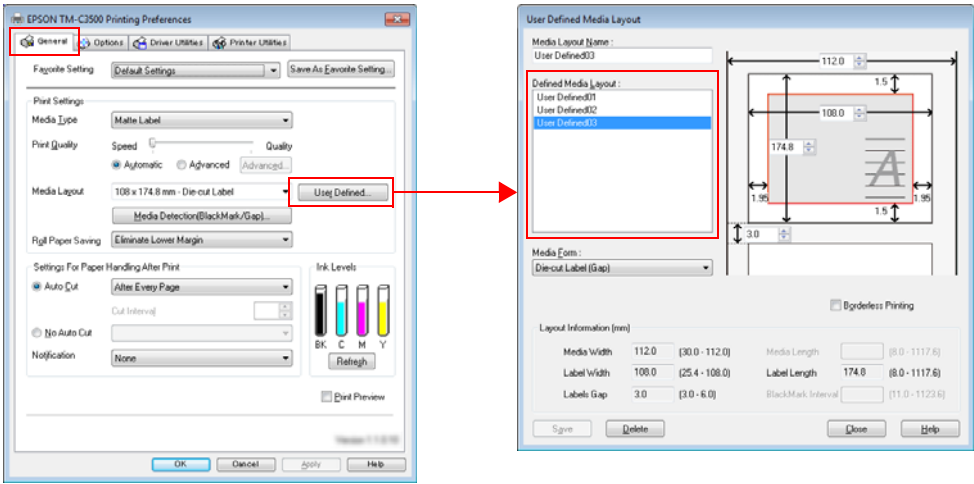 EPSON TM-C3500 Printing Preferences
General Options Driver Utilities Printer Utilities
Favorite Setting Default Settings Save As Favorite Setting...
Print Settings
Media Type Matte Label
Print Quality Speed Quality
Automatic Advanced Advanced...
Media Layout 108 x 174.8 mm - Die-cut Label User Defined...
Media Detection(BlackMark/Gap)...
Roll Paper Saving Eliminate Lower Margin
Settings For Paper Handling After Print
Auto Cut After Every Page
Cut Interval
No Auto Cut
Notification None
Ink Levels
BK C M Y
Refresh
Print Preview
OK Cancel Apply Help
User Defined Media Layout
Media Layout Name :
User Defined03
Defined Media Layout :
User Defined01
User Defined02
User Defined03
Media Form :
Die-cut Label (Gap)
112.0
1.5
108.0
174.8
A
1.95 1.95
1.5
3.0
Borderless Printing
Layout Information (mm)
Media Width 112.0 (30.0 - 112.0) Media Length (8.0 - 1117.6)
Label Width 108.0 (25.4 - 108.0) Label Length 174.8 (8.0 - 1117.6)
Labels Gap 3.0 (3.0 - 6.0) BlackMark Interval (11.0 - 1123.6)
Save Delete Close Help